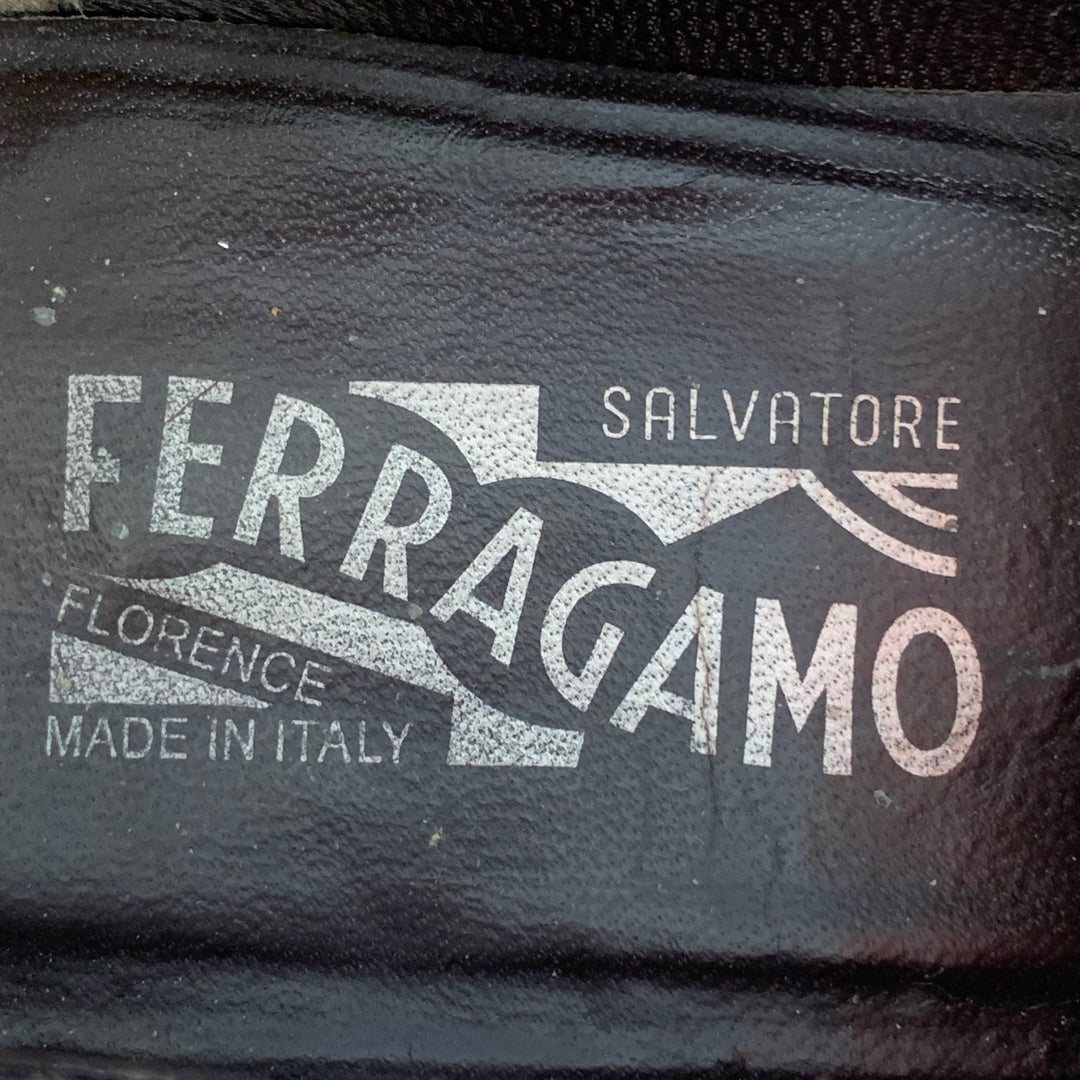 SALVATORE
FERRAGAMO
FLORENCE
MADE IN ITALY